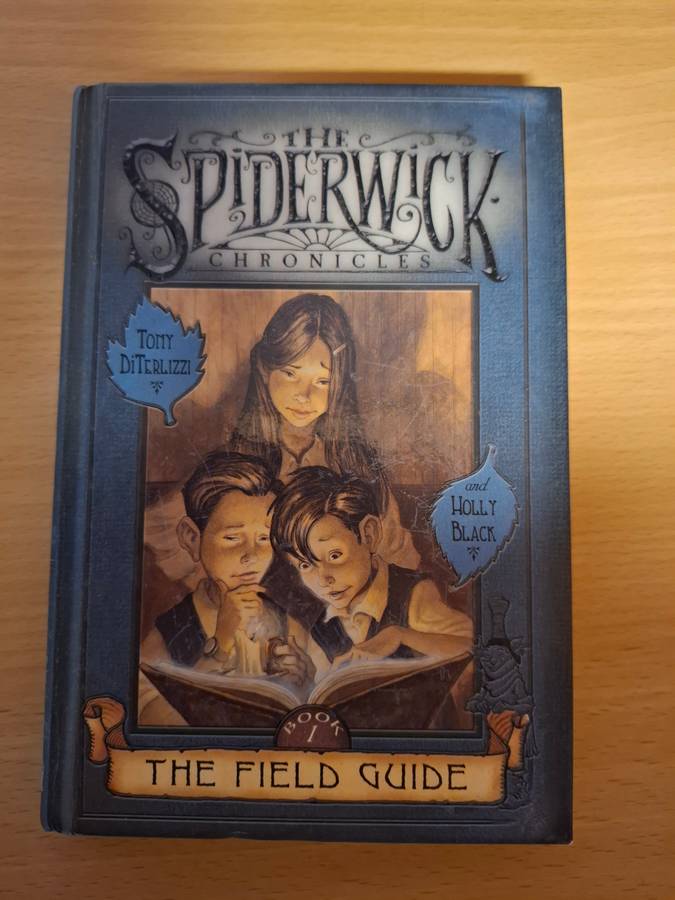 THE
SPIDERWICK
CHRONICLES
TONY
DITERLIZZI
and
HOLLY
BLACK
BOOK
1
THE FIELD GUIDE